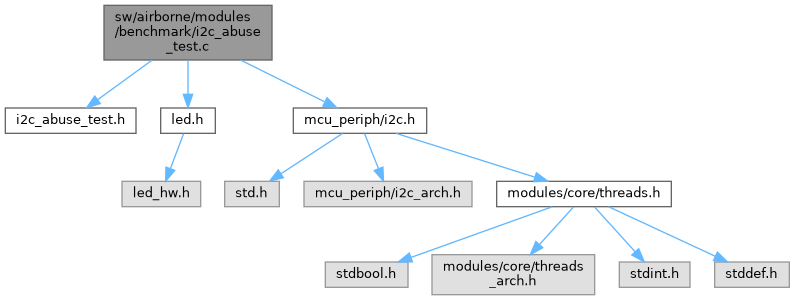 sw/airborne/modules
/benchmark/i2c_abuse
_test.c
i2c_abuse_test.h
led.h
mcu_periph/i2c.h
led_hw.h
std.h
mcu_periph/i2c_arch.h
modules/core/threads.h
stdbool.h
modules/core/threads
_arch.h
stdint.h
stddef.h